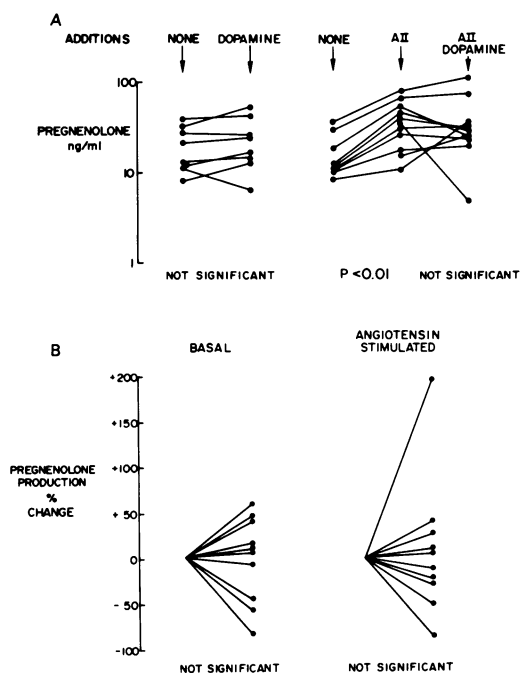 A
ADDITIONS NONE DOPAMINE NONE AII AII
DOPAMINE
100
PREGNENOLONE
ng/ml
10
1
NOT SIGNIFICANT P <0.01 NOT SIGNIFICANT
B
BASAL
ANGIOTENSIN
STIMULATED
+200
+150
+100
PREGNENOLONE
PRODUCTION
%
CHANGE
+ 50
0
- 50
-100
NOT SIGNIFICANT NOT SIGNIFICANT